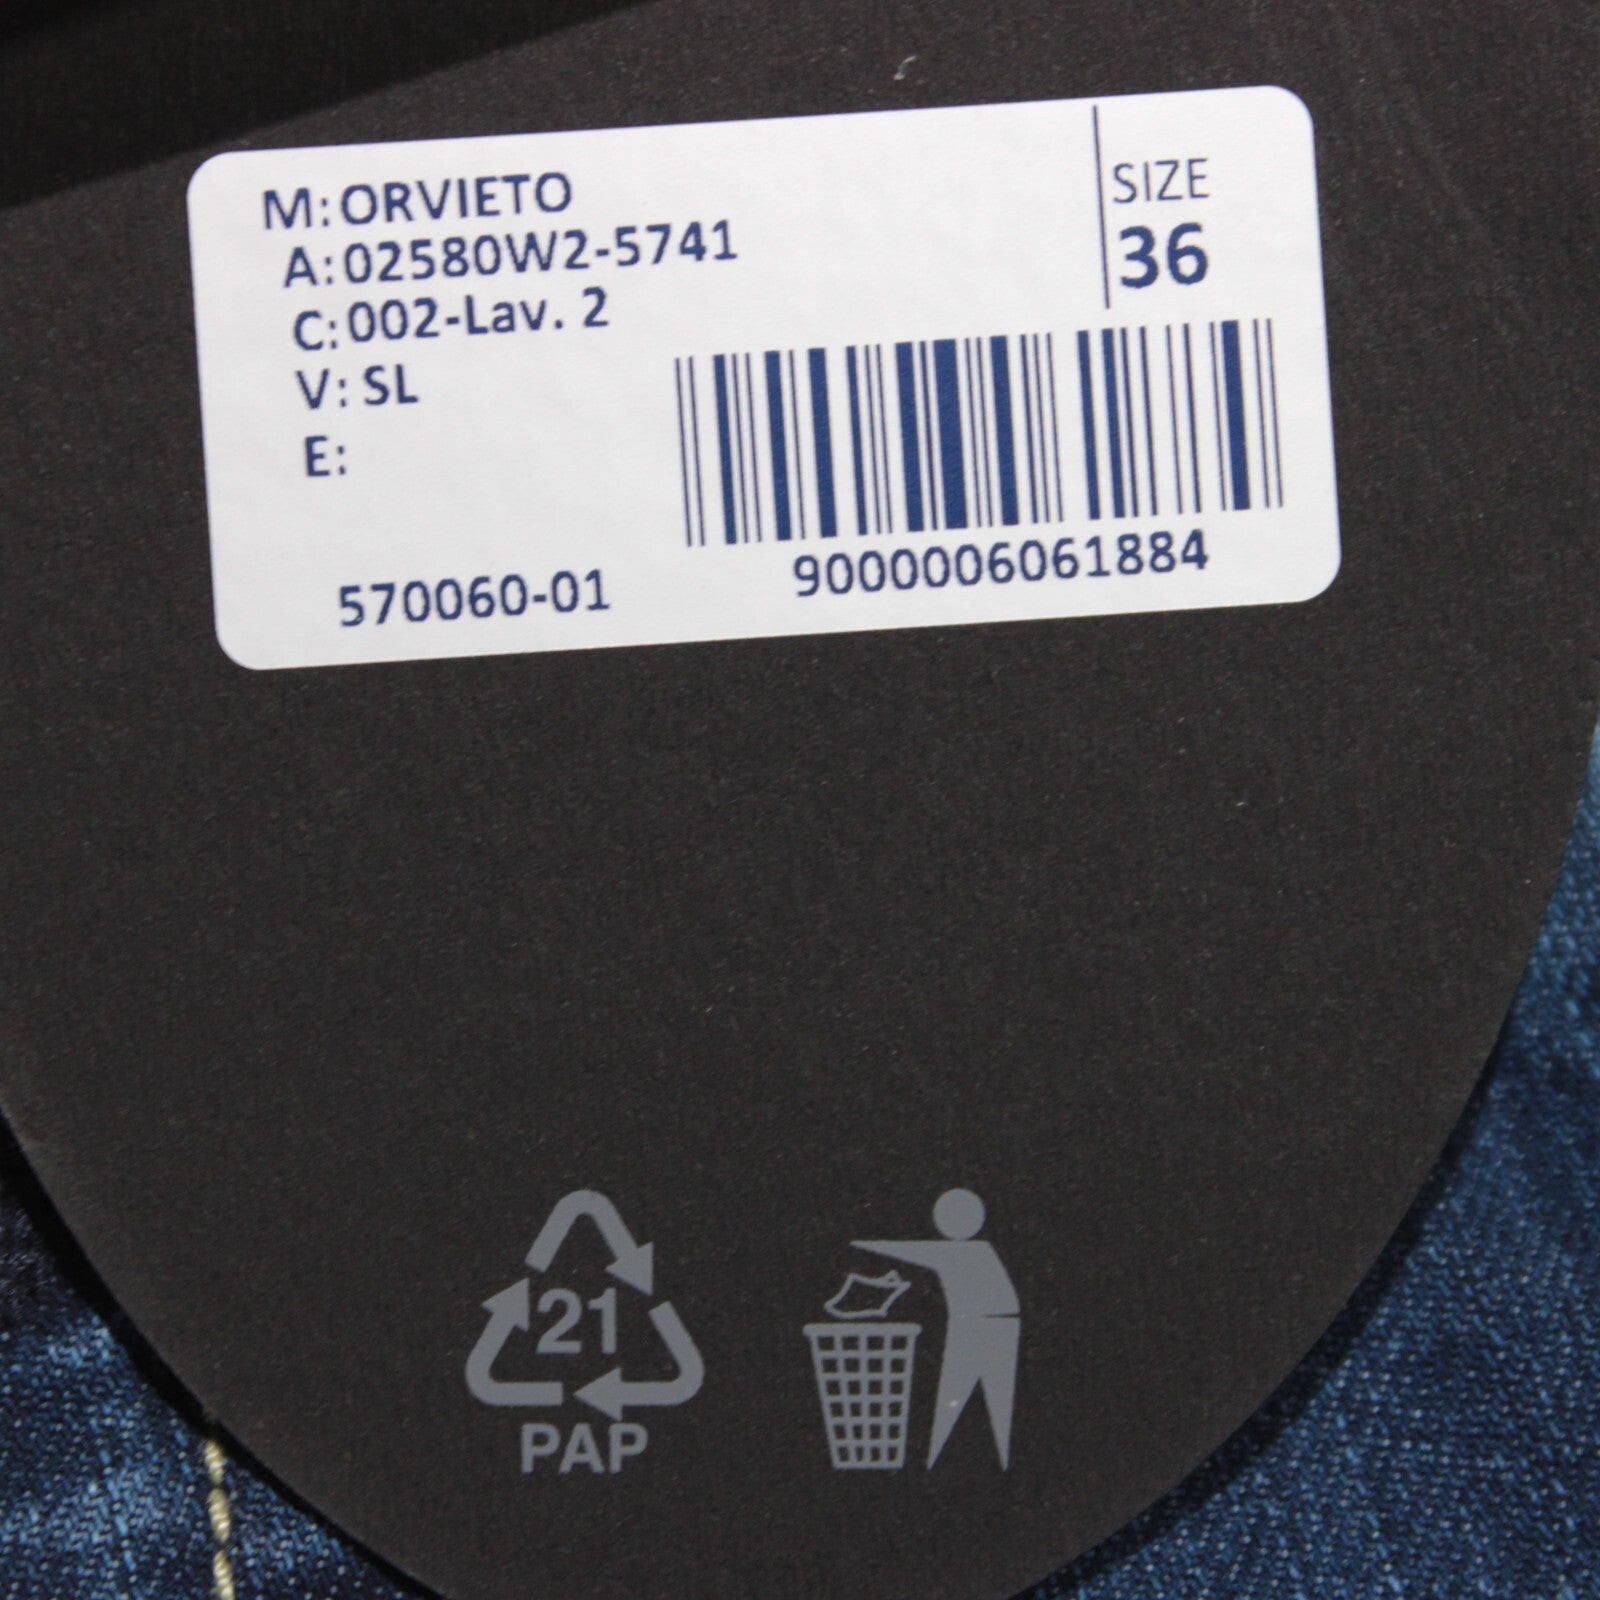 M: ORVIETO
A: 02580W2-5741
C: 002-Lav. 2
V: SL
E:
SIZE
36
570060-01
9000006061884
21
PAP